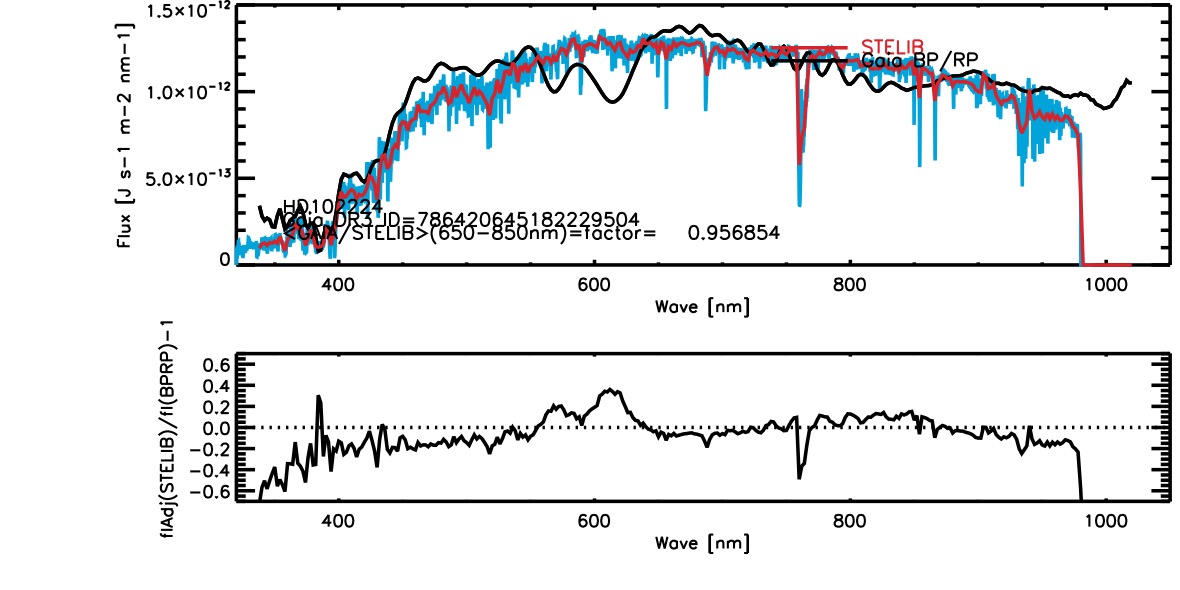 1.5×10−12
1.0×10−12
5.0×10−13
0
Flux [J s−1 m−2 nm−1]
STELIB
Gaia BP/RP
HD102224
Gaia DR3 ID=786420645182229504
<GAIA/STELIB>(650−850nm)=factor= 0.956854
400 600 800 1000
Wave [nm]
flAdj(STELIB)/fl(BPRP)−1
0.6
0.4
0.2
0.0
−0.2
−0.4
−0.6
400 600 800 1000
Wave [nm]